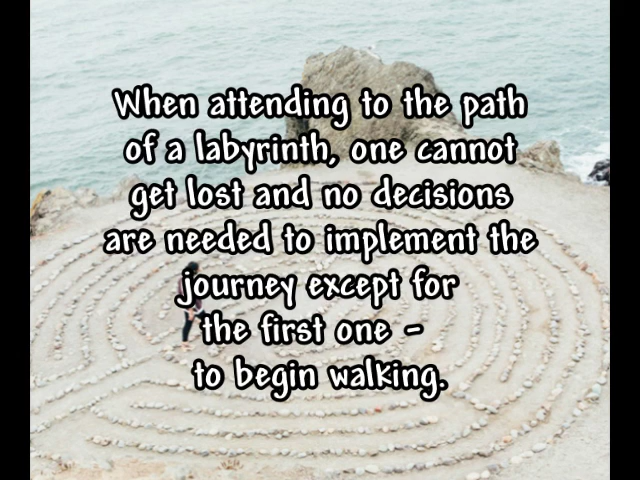 When attending to the path
of a labyrinth, one cannot
get lost and no decisions
are needed to implement the
journey except for
the first one -
to begin walking.